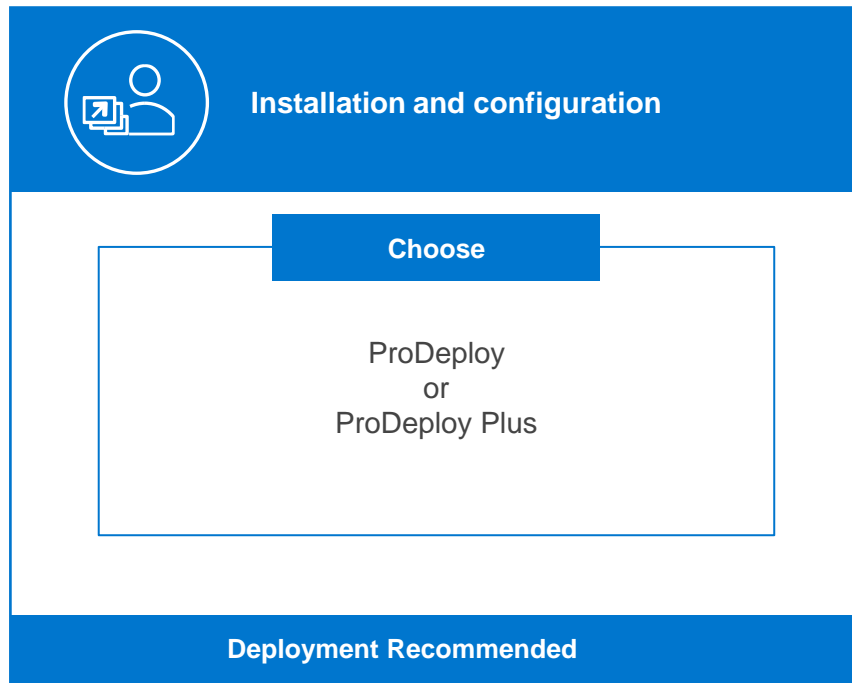 Installation and configuration
Choose
ProDeploy
or
ProDeploy Plus
Deployment Recommended